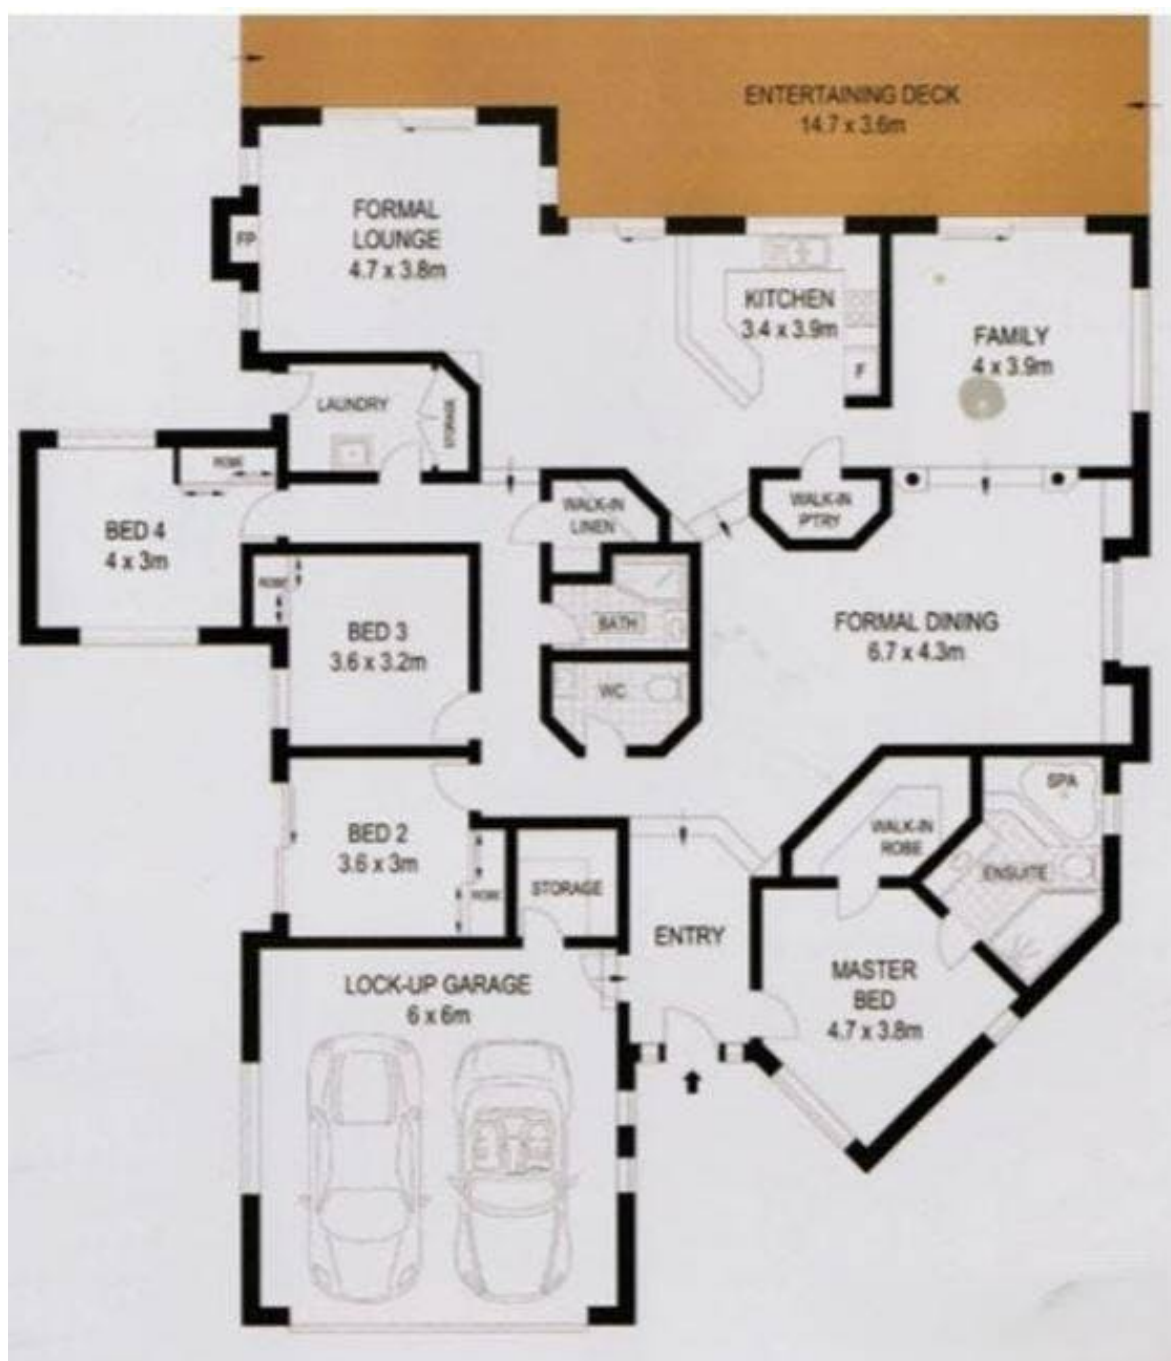 ENTERTAINING DECK
14.7 x 3.6m
FORMAL
LOUNGE
4.7 x 3.8m
FP
KITCHEN
3.4 x 3.9m
F
FAMILY
4 x 3.9m
LAUNDRY
STORAGE
ROBE
BED 4
4 x 3m
WALK-IN
LINEN
WALK-IN
PTRY
ROBE
BED 3
3.6 x 3.2m
BATH
FORMAL DINING
6.7 x 4.3m
WC
SPA
BED 2
3.6 x 3m
ROBE
STORAGE
WALK-IN
ROBE
ENSUITE
ENTRY
MASTER
BED
4.7 x 3.8m
LOCK-UP GARAGE
6 x 6m